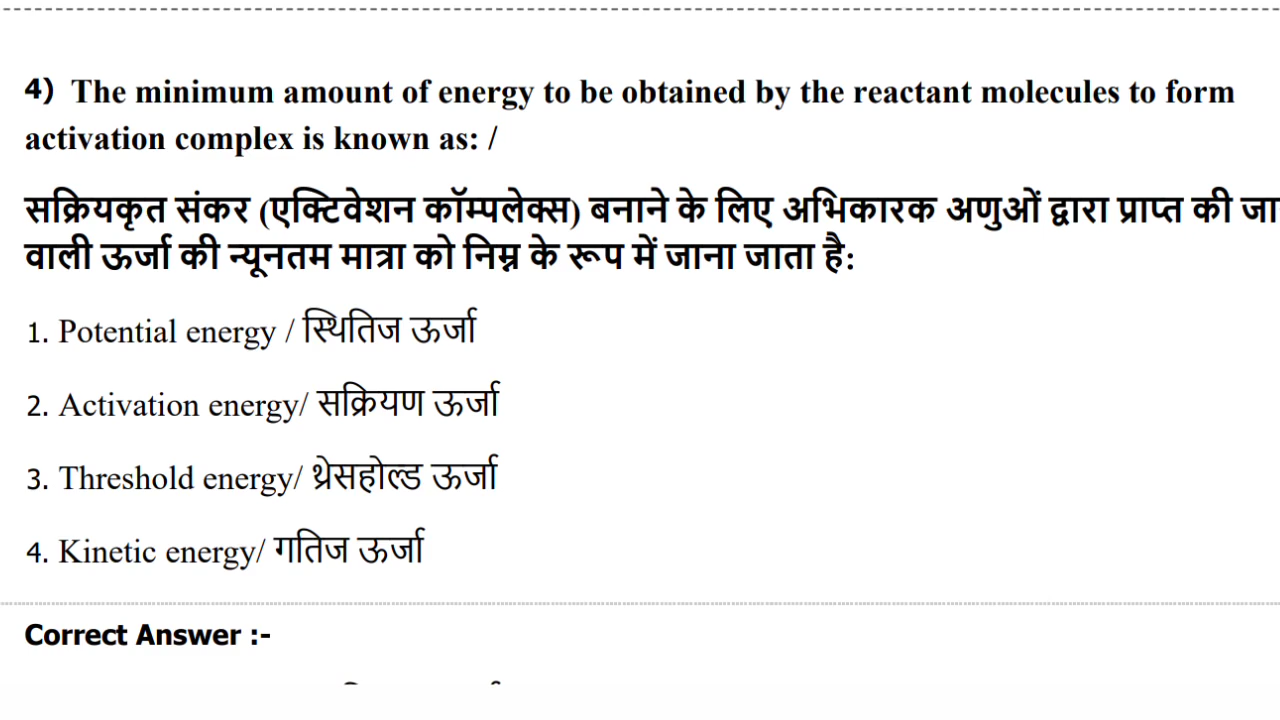 4) The minimum amount of energy to be obtained by the reactant molecules to form
activation complex is known as: /
सक्रियकृत संकर (एक्टिवेशन कॉम्पलेक्स) बनाने के लिए अभिकारक अणुओं द्वारा प्राप्त की जा
वाली ऊर्जा की न्यूनतम मात्रा को निम्न के रूप में जाना जाता है:
1. Potential energy / स्थितिज ऊर्जा
2. Activation energy/ सक्रियण ऊर्जा
3. Threshold energy/ थ्रेसहोल्ड ऊर्जा
4. Kinetic energy/ गतिज ऊर्जा
Correct Answer :-